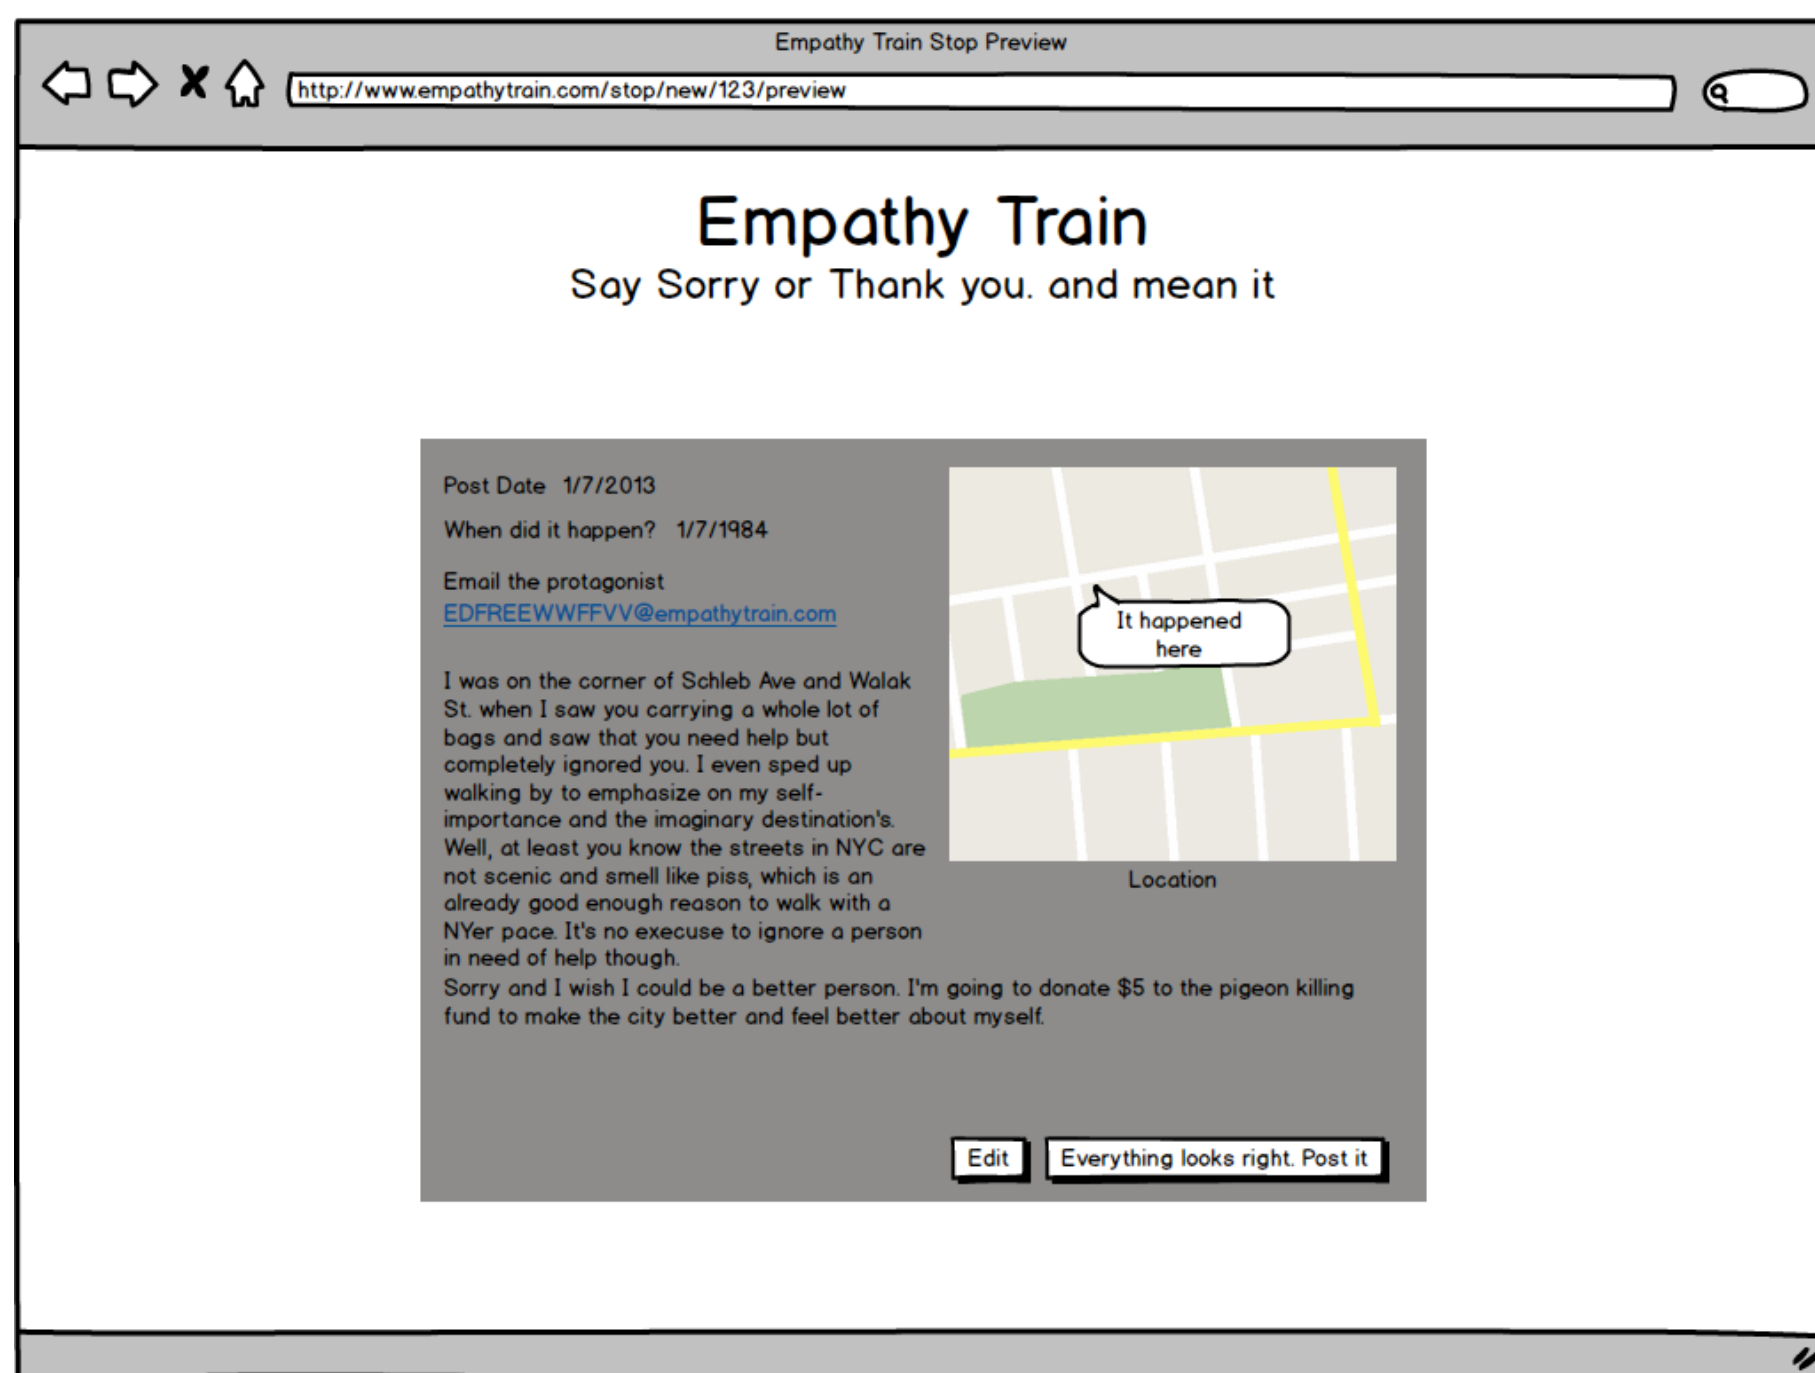 Empathy Train Stop Preview
http://www.empathytrain.com/stop/new/123/preview
Empathy Train
Say Sorry or Thank you. and mean it
Post Date 1/7/2013
When did it happen? 1/7/1984
Email the protagonist
EDFREEWWFFVV@empathytrain.com
It happened
here
I was on the corner of Schleb Ave and Walak
St. when I saw you carrying a whole lot of
bags and saw that you need help but
completely ignored you. I even sped up
walking by to emphasize on my self-
importance and the imaginary destination's.
Well, at least you know the streets in NYC are
not scenic and smell like piss, which is an
already good enough reason to walk with a
NYer pace. It's no execuse to ignore a person
in need of help though.
Sorry and I wish I could be a better person. I'm going to donate $5 to the pigeon killing
fund to make the city better and feel better about myself.
Location
Edit
Everything looks right. Post it